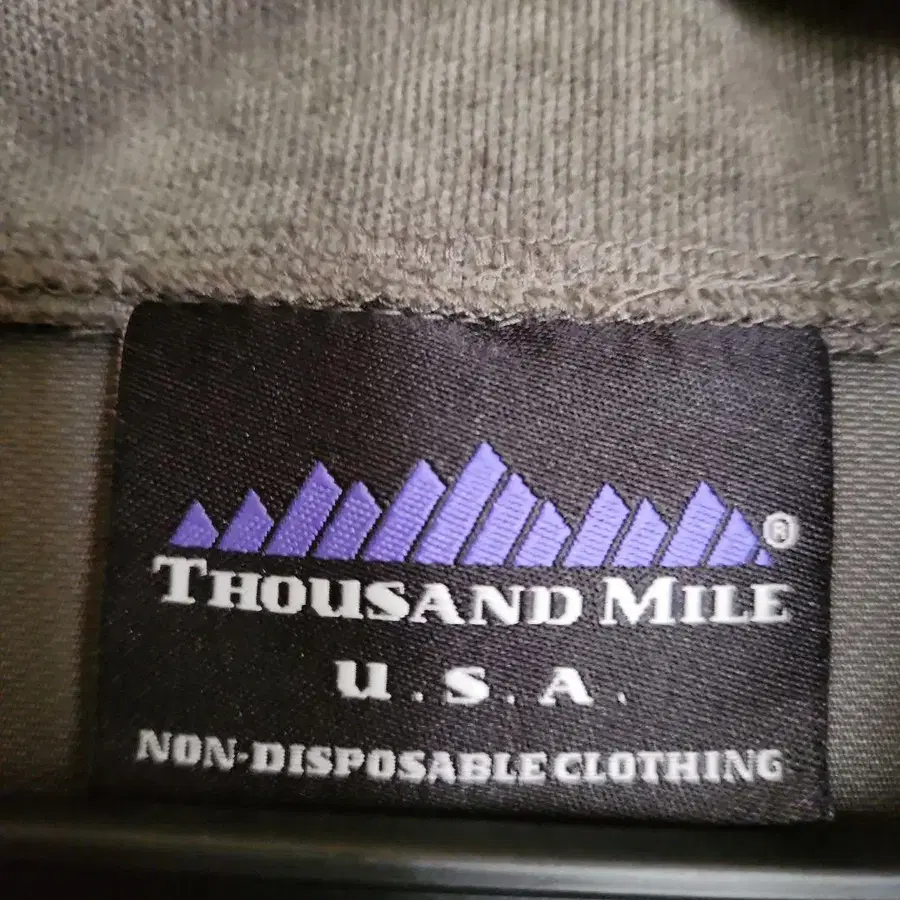 ®
THOUSAND MILE
U.S.A.
NON-DISPOSABLE CLOTHING